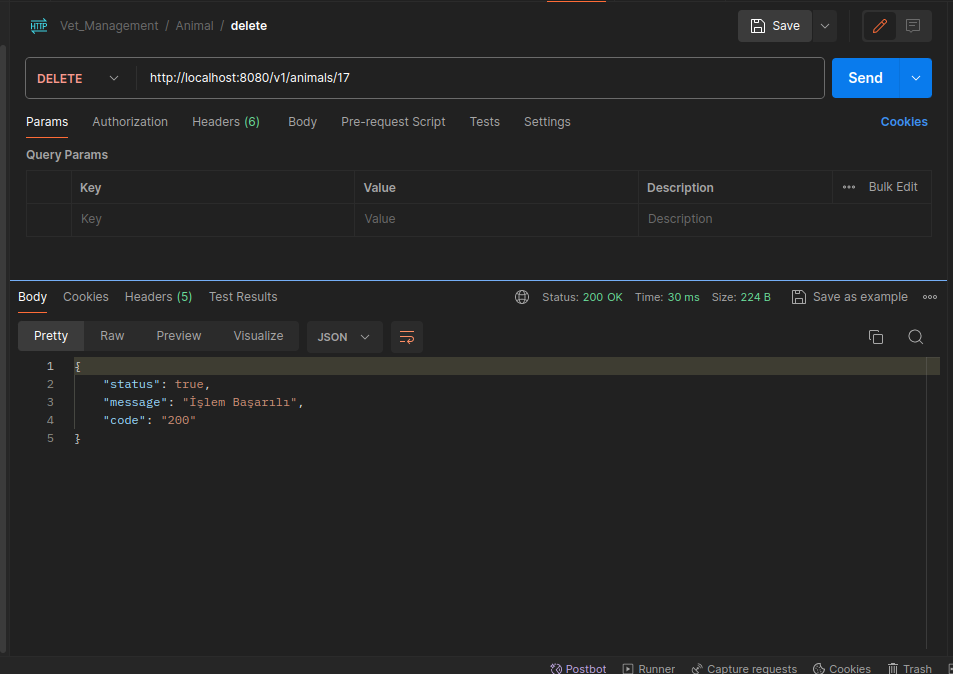 HTTP Vet_Management / Animal / delete Save
DELETE http://localhost:8080/v1/animals/17 Send
Params Authorization Headers (6) Body Pre-request Script Tests Settings Cookies
Query Params
Key Value Description Bulk Edit
Key Value Description
Body Cookies Headers (5) Test Results Status: 200 OK Time: 30 ms Size: 224 B Save as example
Pretty Raw Preview Visualize JSON
1 {
2 "status": true,
3 "message": "İşlem Başarılı",
4 "code": "200"
5 }
Postbot Runner Capture requests Cookies Trash